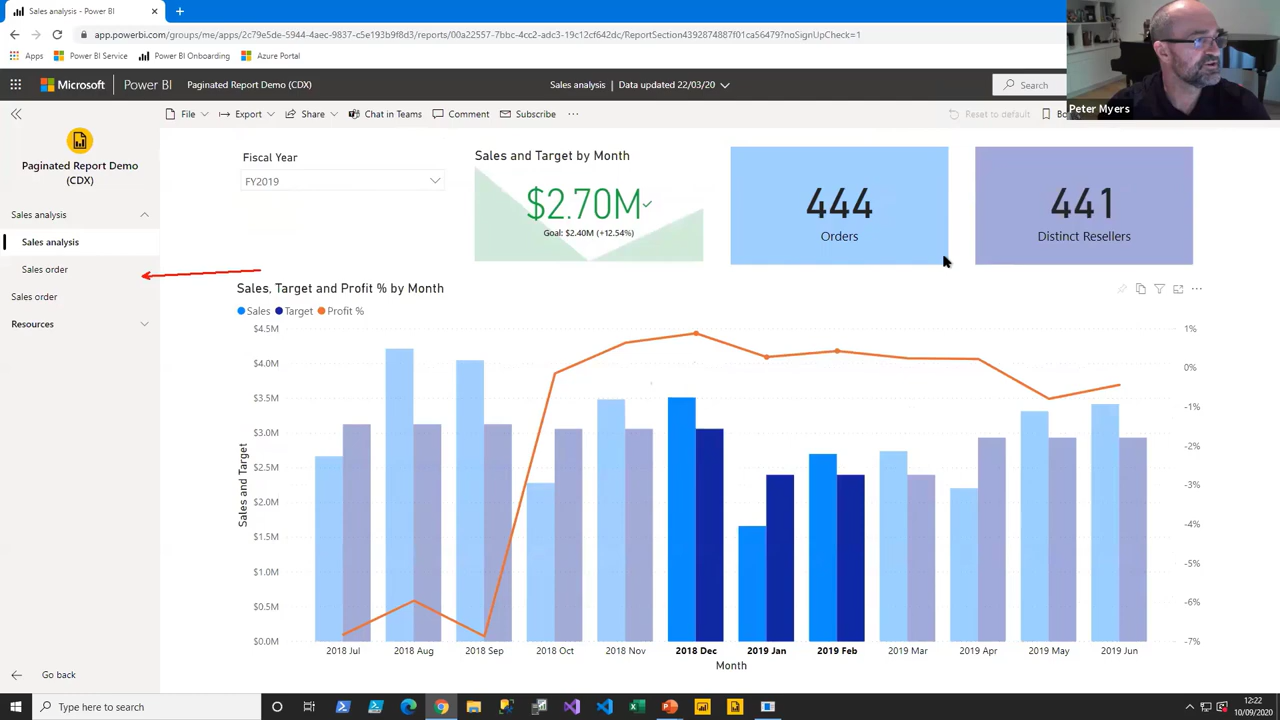 Sales analysis - Power BI
app.powerbi.com/groups/me/apps/2c79e5de-5944-4aec-9837-c5c193b9f8d3/reports/00a22557-7bbc-4cc2-adc3-19c12f642dc/ReportSection4392874887f01ca56479?noSignUpCheck=1
Apps Power BI Service Power BI Onboarding Azure Portal
Microsoft Power BI Paginated Report Demo (CDX) Sales analysis | Data updated 22/03/20 Search
Peter Myers
File Export Share Chat in Teams Comment Subscribe ... Reset to default
Paginated Report Demo
(CDX)
Sales analysis
Sales analysis
Sales order
Sales order
Resources
Go back
Fiscal Year
FY2019
Sales and Target by Month
$2.70M
Goal: $2.40M (+12.54%)
444
Orders
441
Distinct Resellers
Sales, Target and Profit % by Month
Sales Target Profit %
Sales and Target
$4.5M
$4.0M
$3.5M
$3.0M
$2.5M
$2.0M
$1.5M
$1.0M
$0.5M
$0.0M
1%
0%
-1%
-2%
-3%
-4%
-5%
-6%
-7%
2018 Jul 2018 Aug 2018 Sep 2018 Oct 2018 Nov 2018 Dec 2019 Jan 2019 Feb 2019 Mar 2019 Apr 2019 May 2019 Jun
Month
Type here to search
12:22
10/09/2020